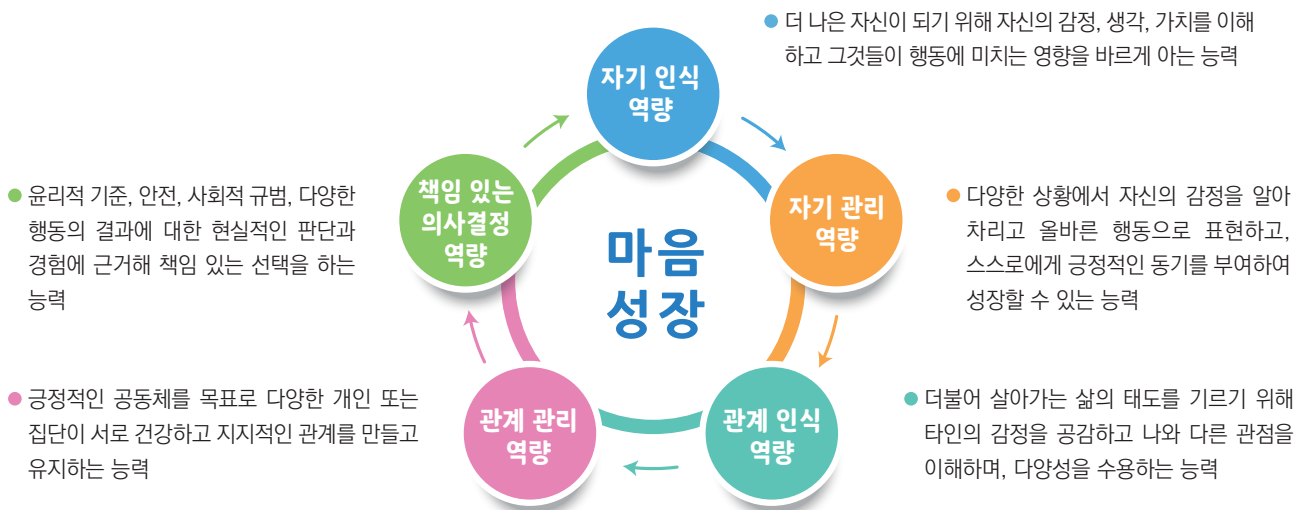 더 나은 자신이 되기 위해 자신의 감정, 생각, 가치를 이해
하고 그것들이 행동에 미치는 영향을 바르게 아는 능력
자기 인식
역량
책임 있는
의사결정
역량
자기 관리
역량
윤리적 기준, 안전, 사회적 규범, 다양한
행동의 결과에 대한 현실적인 판단과
경험에 근거해 책임 있는 선택을 하는
능력
마음
성장
다양한 상황에서 자신의 감정을 알아
차리고 올바른 행동으로 표현하고,
스스로에게 긍정적인 동기를 부여하여
성장할 수 있는 능력
긍정적인 공동체를 목표로 다양한 개인 또는
집단이 서로 건강하고 지지적인 관계를 만들고
유지하는 능력
관계 관리
역량
관계 인식
역량
더불어 살아가는 삶의 태도를 기르기 위해
타인의 감정을 공감하고 나와 다른 관점을
이해하며, 다양성을 수용하는 능력